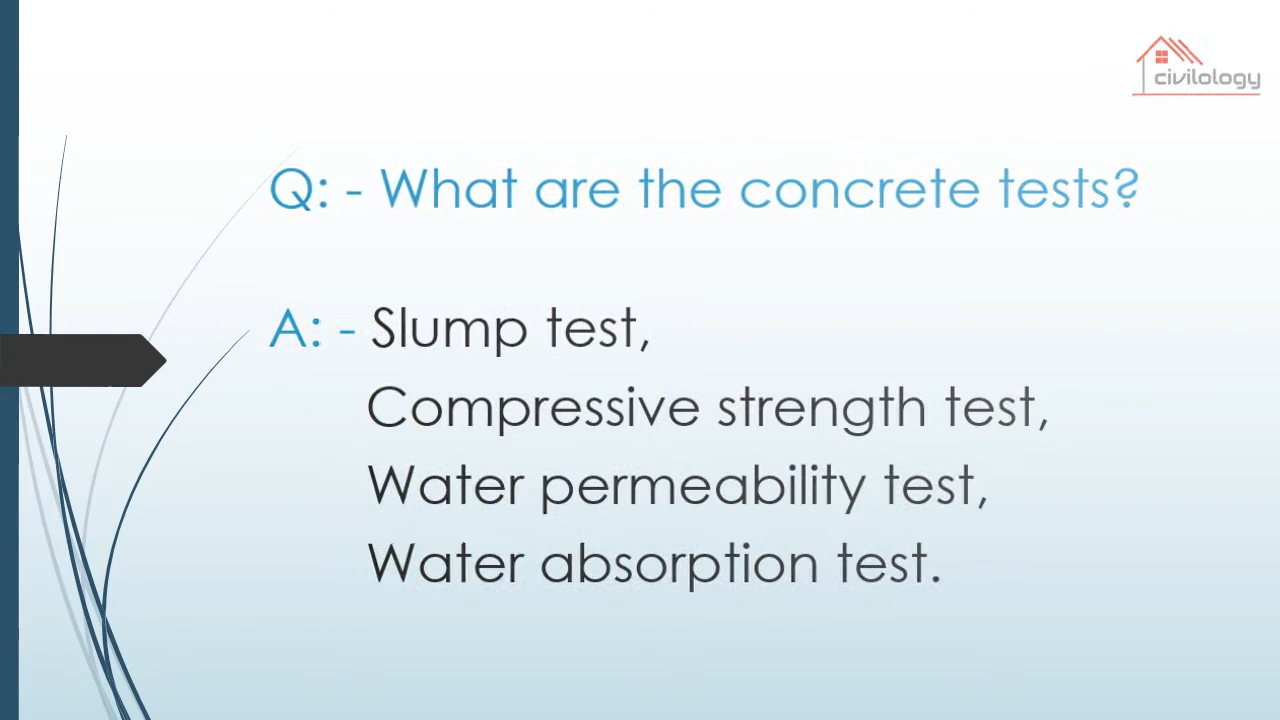 civilology
Q: - What are the concrete tests?
A: - Slump test,
Compressive strength test,
Water permeability test,
Water absorption test.